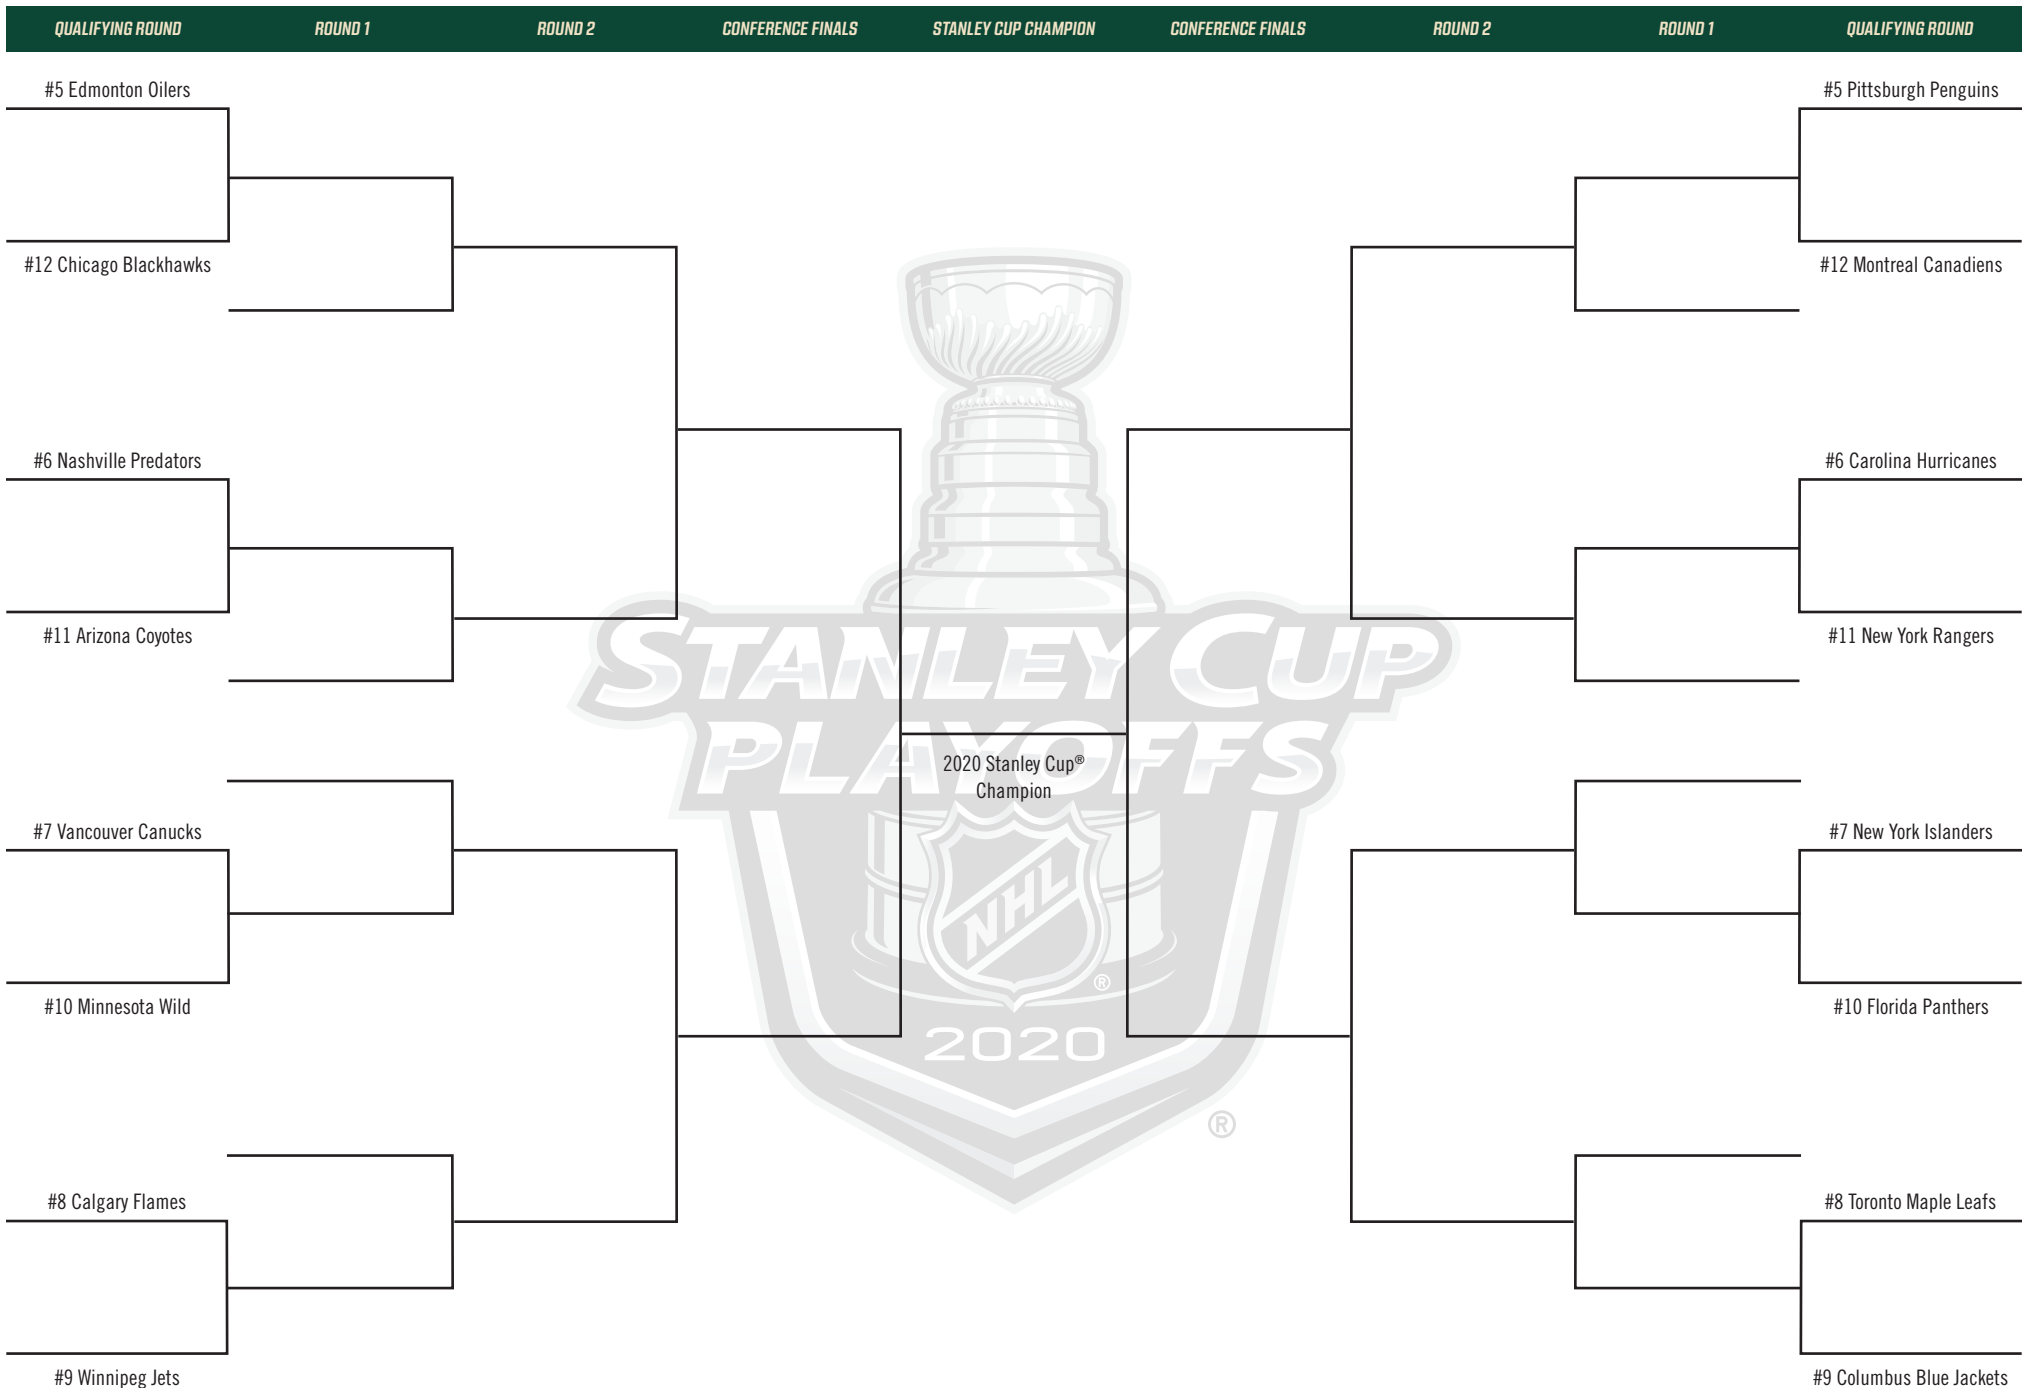 QUALIFYING ROUND
ROUND 1
ROUND 2
CONFERENCE FINALS
STANLEY CUP CHAMPION
CONFERENCE FINALS
ROUND 2
ROUND 1
QUALIFYING ROUND
#5 Edmonton Oilers
#12 Chicago Blackhawks
#6 Nashville Predators
#11 Arizona Coyotes
#7 Vancouver Canucks
#10 Minnesota Wild
#8 Calgary Flames
#9 Winnipeg Jets
STANLEY CUP
PLAYOFFS
2020 Stanley Cup®
Champion
NHL
®
2020
®
#5 Pittsburgh Penguins
#12 Montreal Canadiens
#6 Carolina Hurricanes
#11 New York Rangers
#7 New York Islanders
#10 Florida Panthers
#8 Toronto Maple Leafs
#9 Columbus Blue Jackets